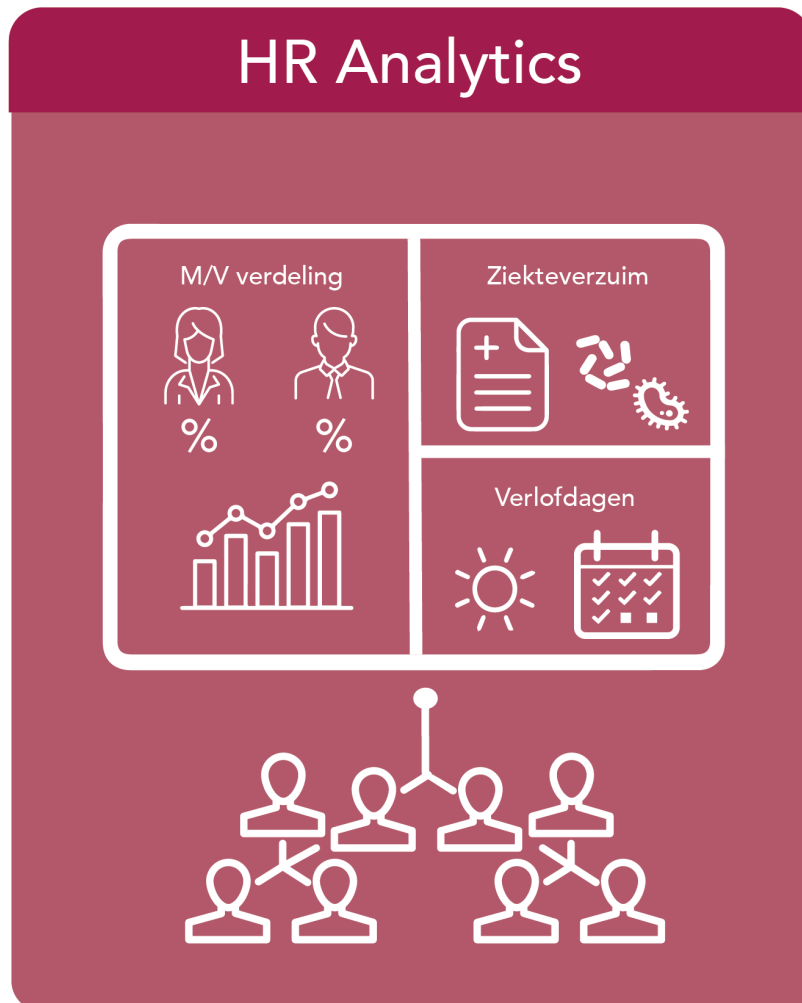 HR Analytics
M/V verdeling
Ziekteverzuim
% %
Verlofdagen